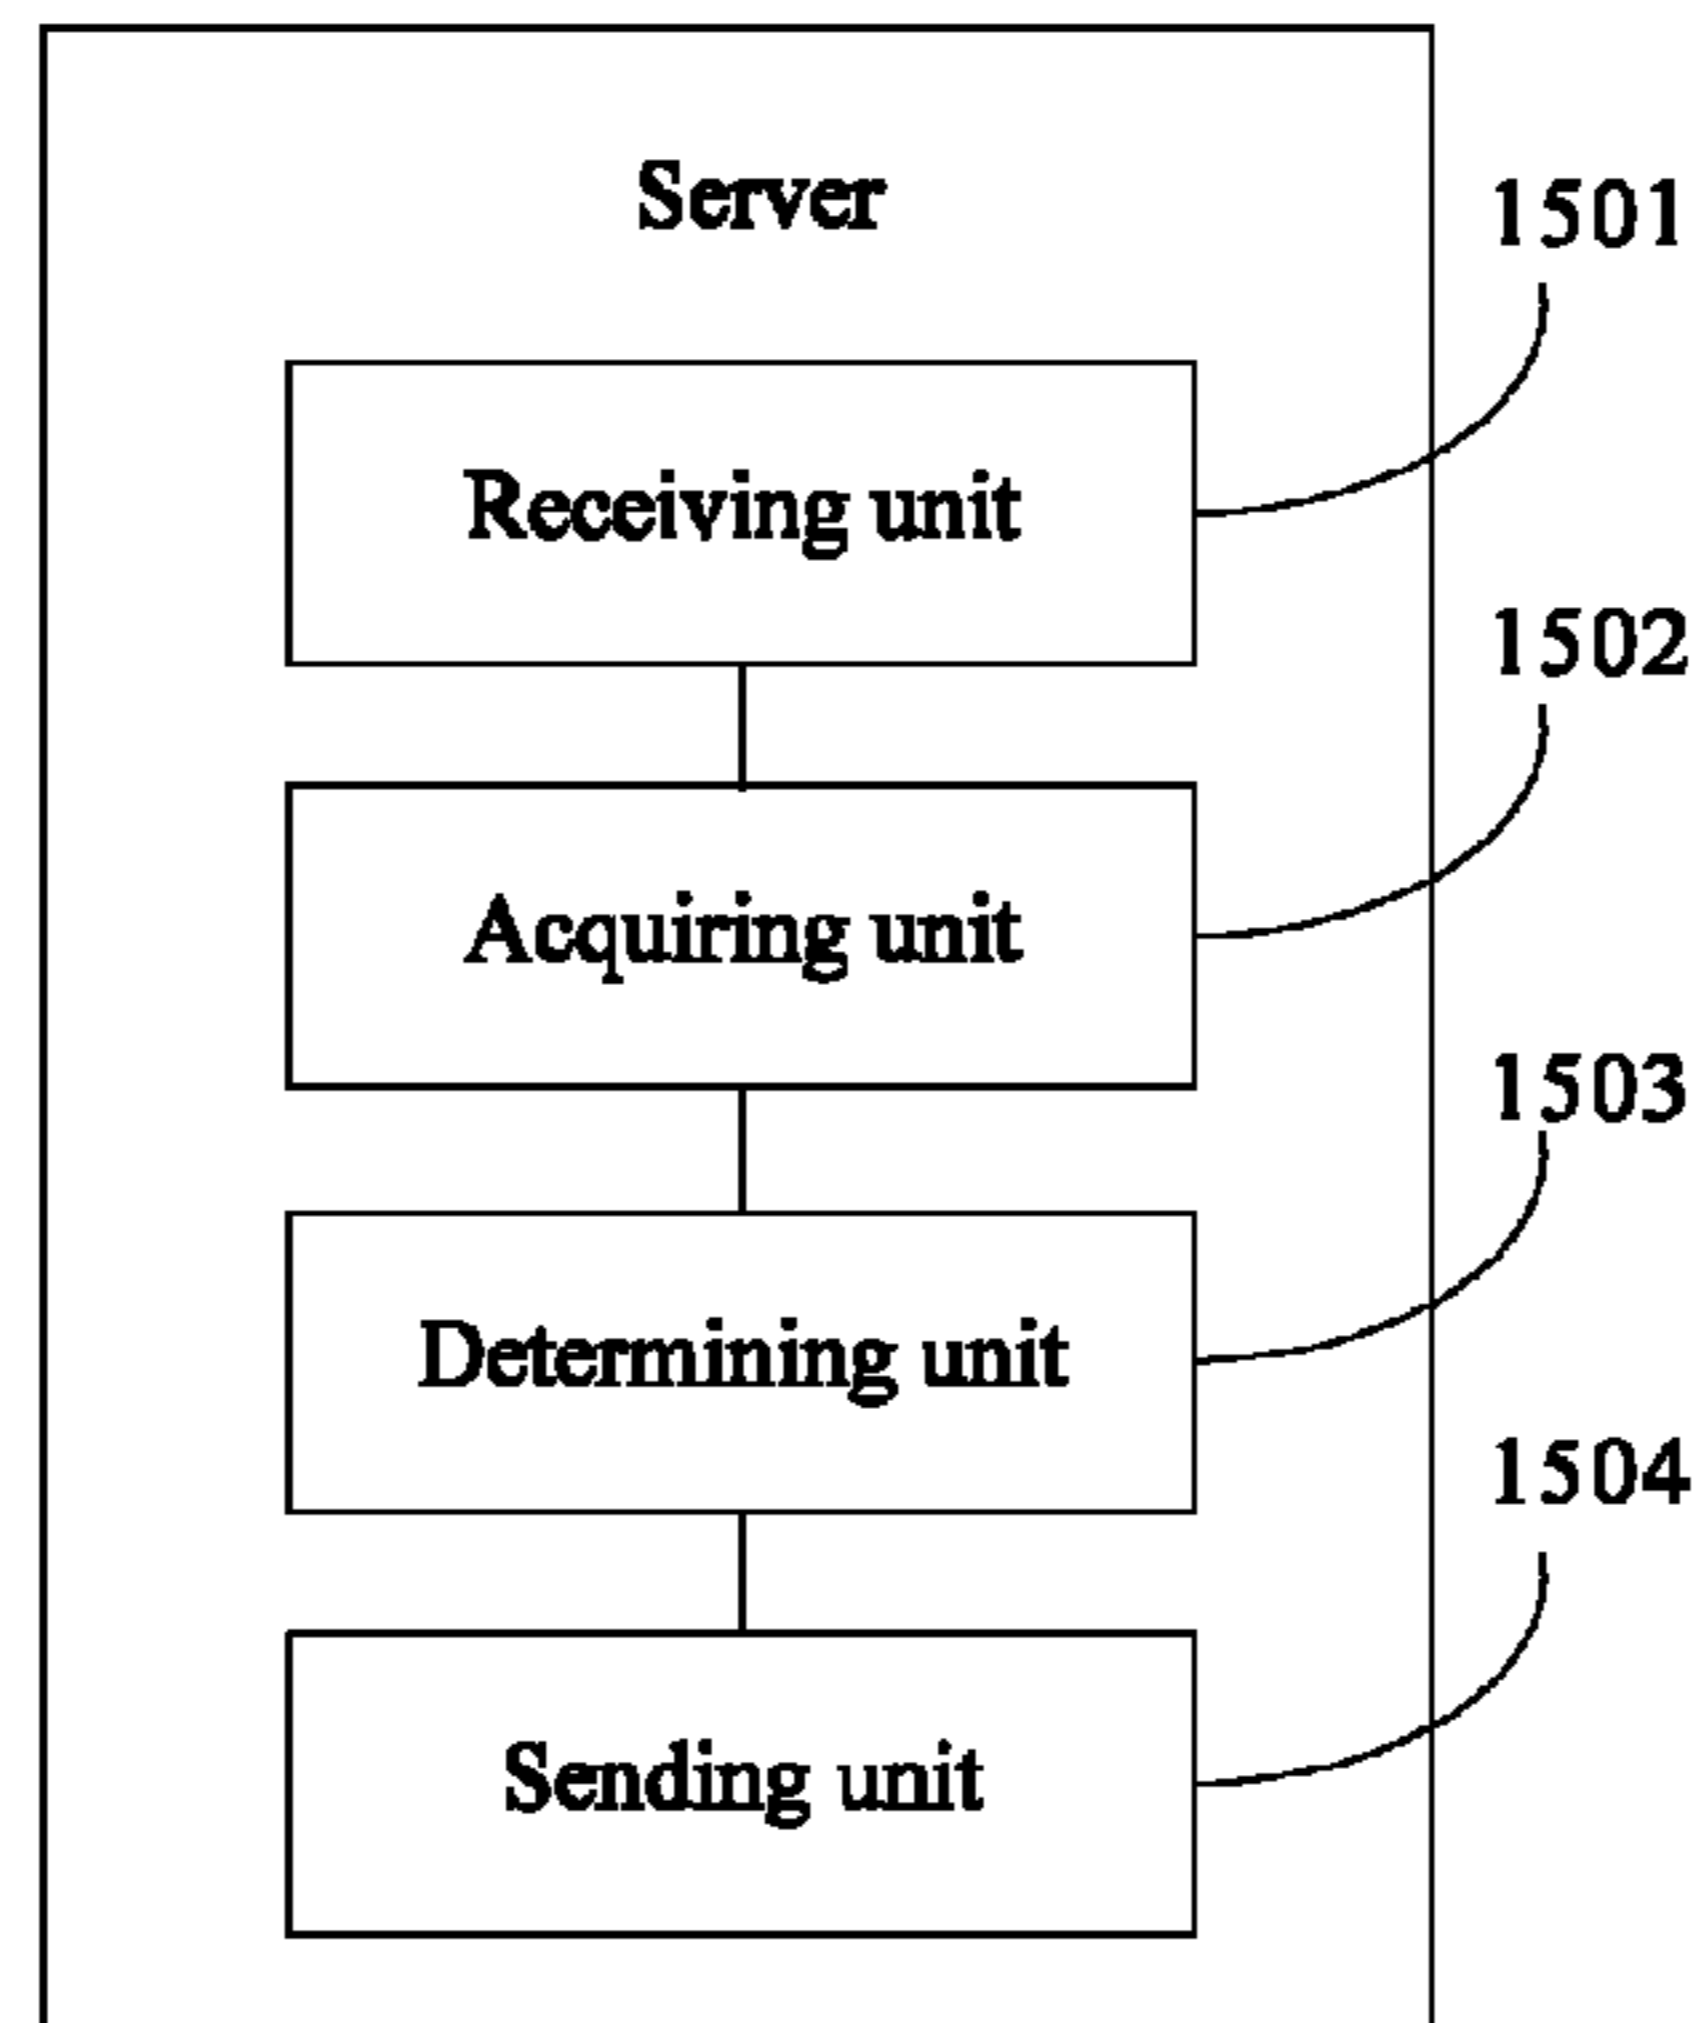 Server
1501
Receiving unit
1502
Acquiring unit
1503
Determining unit
1504
Sending unit